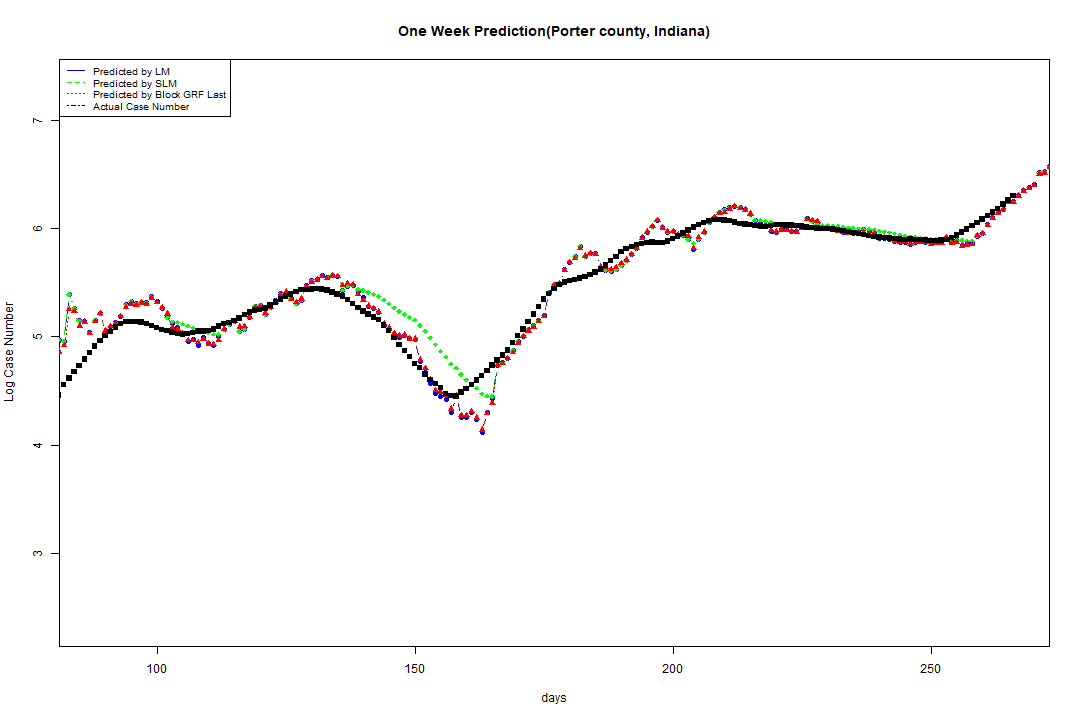 One Week Prediction(Porter county, Indiana)
Predicted by LM
Predicted by SLM
Predicted by Block GRF Last
Actual Case Number
7
6
5
4
3
Log Case Number
100 150 200 250
days